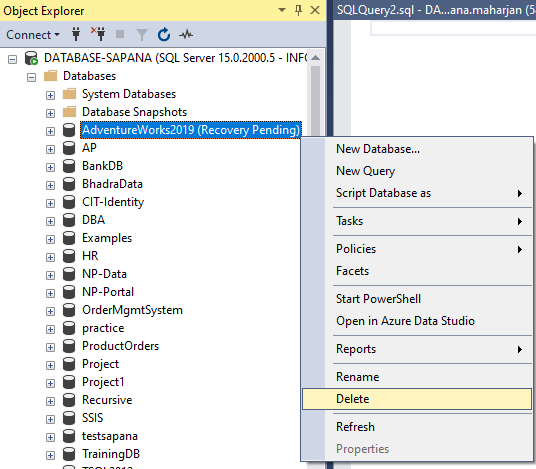 Object Explorer
Connect
DATABASE-SAPANA (SQL Server 15.0.2000.5 - INFO
Databases
System Databases
Database Snapshots
AdventureWorks2019 (Recovery Pending)
AP
BankDB
BhadraData
CIT-Identity
DBA
Examples
HR
NP-Data
NP-Portal
OrderMgmtSystem
practice
ProductOrders
Project
Project1
Recursive
SSIS
testsapana
TrainingDB
TSQL2012
SQLQuery2.sql - DA...ana.maharjan (5
New Database...
New Query
Script Database as
Tasks
Policies
Facets
Start PowerShell
Open in Azure Data Studio
Reports
Rename
Delete
Refresh
Properties